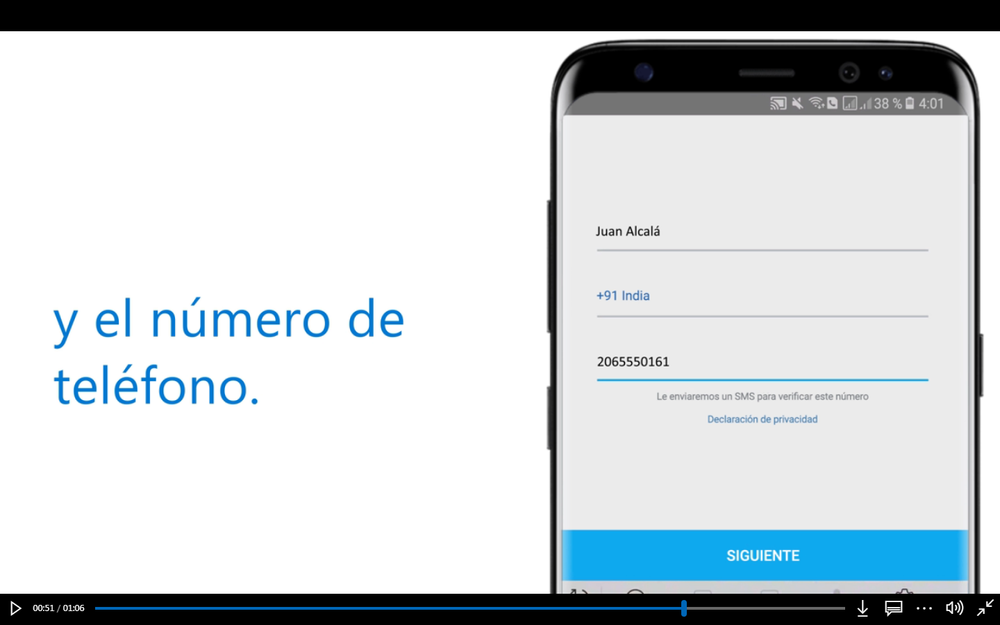 38 % 4:01
Juan Alcalá
+91 India
y el número de
teléfono.
2065550161
Le enviaremos un SMS para verificar este número
Declaración de privacidad
SIGUIENTE
00:51 / 01:06